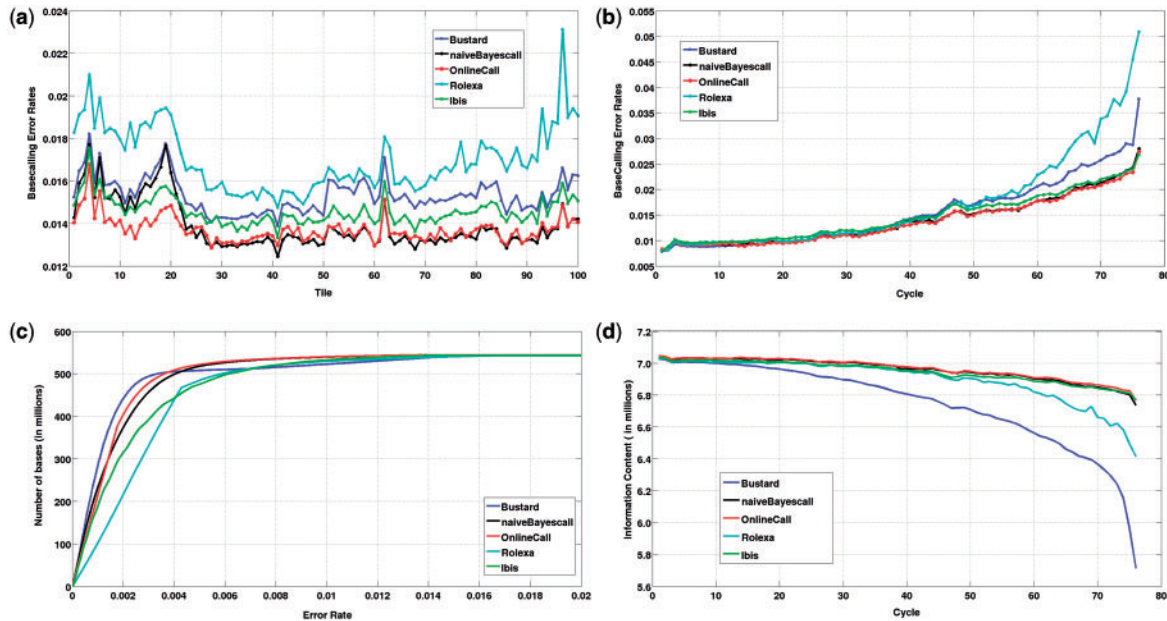 (a)
0.024
0.022
0.02
0.018
0.016
0.014
0.012
Basecalling Error Rates
0 10 20 30 40 50 60 70 80 90 100
Tile
Bustard
naiveBayescall
OnlineCall
Rolexa
Ibis
(b)
0.055
0.05
0.045
0.04
0.035
0.03
0.025
0.02
0.015
0.01
0.005
BaseCalling Error Rates
0 10 20 30 40 50 60 70 80
Cycle
Bustard
naiveBayescall
OnlineCall
Rolexa
Ibis
(c)
600
500
400
300
200
100
0
Number of bases (in millions)
0 0.002 0.004 0.006 0.008 0.01 0.012 0.014 0.016 0.018 0.02
Error Rate
Bustard
naiveBayescall
OnlineCall
Rolexa
Ibis
(d)
7.2
7.0
6.8
6.6
6.4
6.2
6.0
5.8
5.6
Information Content ( in millions)
0 10 20 30 40 50 60 70 80
Cycle
Bustard
naiveBayescall
OnlineCall
Rolexa
Ibis